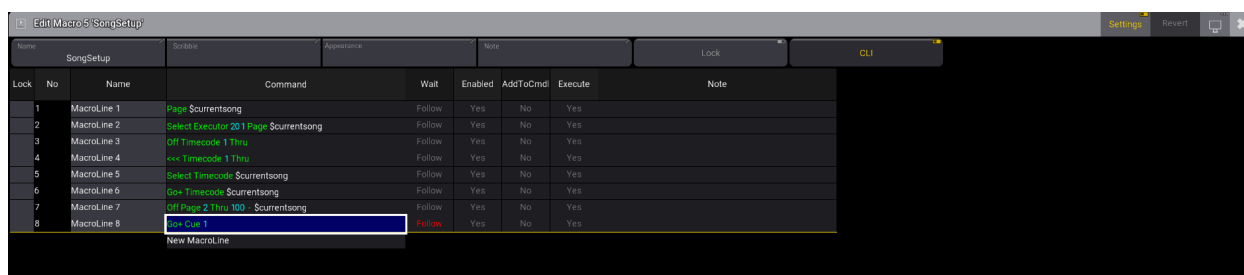 Edit Macro 5 'SongSetup'
Settings
Revert
Name
SongSetup
Scribble
Appearance
Note
Lock
CLI
Lock No Name Command Wait Enabled AddToCmdl Execute Note
1 MacroLine 1 Page $currentsong Follow Yes No Yes
2 MacroLine 2 Select Executor 201 Page $currentsong Follow Yes No Yes
3 MacroLine 3 Off Timecode 1 Thru Follow Yes No Yes
4 MacroLine 4 <<< Timecode 1 Thru Follow Yes No Yes
5 MacroLine 5 Select Timecode $currentsong Follow Yes No Yes
6 MacroLine 6 Go+ Timecode $currentsong Follow Yes No Yes
7 MacroLine 7 Off Page 2 Thru 100 - $currentsong Follow Yes No Yes
8 MacroLine 8 Go+ Cue 1 Follow Yes No Yes
New MacroLine